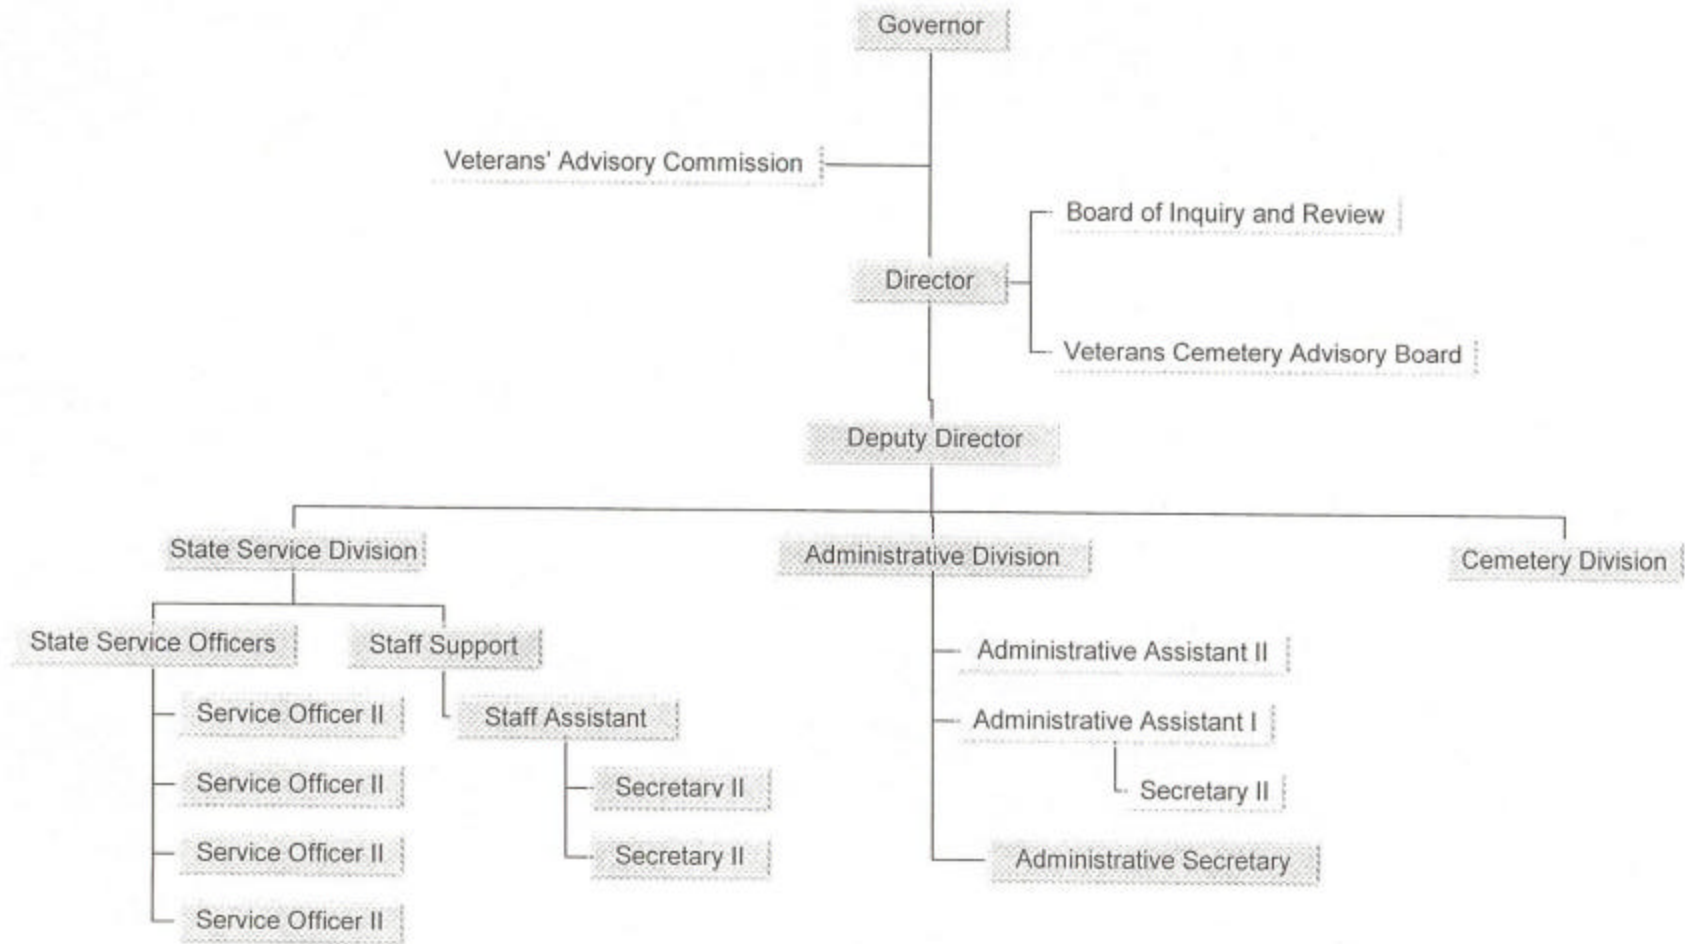 Governor
Veterans' Advisory Commission
Board of Inquiry and Review
Director
Veterans Cemetery Advisory Board
Deputy Director
State Service Division
Administrative Division
Cemetery Division
State Service Officers
Staff Support
Administrative Assistant II
Service Officer II
Staff Assistant
Administrative Assistant I
Service Officer II
Secretarv II
Secretary II
Service Officer II
Secretary II
Administrative Secretary
Service Officer II